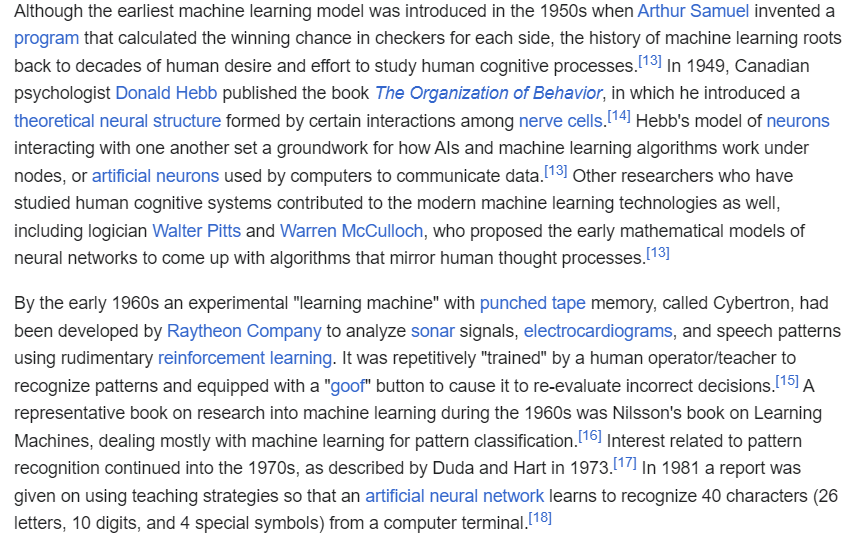 Although the earliest machine learning model was introduced in the 1950s when Arthur Samuel invented a
program that calculated the winning chance in checkers for each side, the history of machine learning roots
back to decades of human desire and effort to study human cognitive processes.[13] In 1949, Canadian
psychologist Donald Hebb published the book The Organization of Behavior, in which he introduced a
theoretical neural structure formed by certain interactions among nerve cells.[14] Hebb's model of neurons
interacting with one another set a groundwork for how AIs and machine learning algorithms work under
nodes, or artificial neurons used by computers to communicate data.[13] Other researchers who have
studied human cognitive systems contributed to the modern machine learning technologies as well,
including logician Walter Pitts and Warren McCulloch, who proposed the early mathematical models of
neural networks to come up with algorithms that mirror human thought processes.[13]
By the early 1960s an experimental "learning machine" with punched tape memory, called Cybertron, had
been developed by Raytheon Company to analyze sonar signals, electrocardiograms, and speech patterns
using rudimentary reinforcement learning. It was repetitively "trained" by a human operator/teacher to
recognize patterns and equipped with a "goof" button to cause it to re-evaluate incorrect decisions.[15] A
representative book on research into machine learning during the 1960s was Nilsson's book on Learning
Machines, dealing mostly with machine learning for pattern classification.[16] Interest related to pattern
recognition continued into the 1970s, as described by Duda and Hart in 1973.[17] In 1981 a report was
given on using teaching strategies so that an artificial neural network learns to recognize 40 characters (26
letters, 10 digits, and 4 special symbols) from a computer terminal.[18]